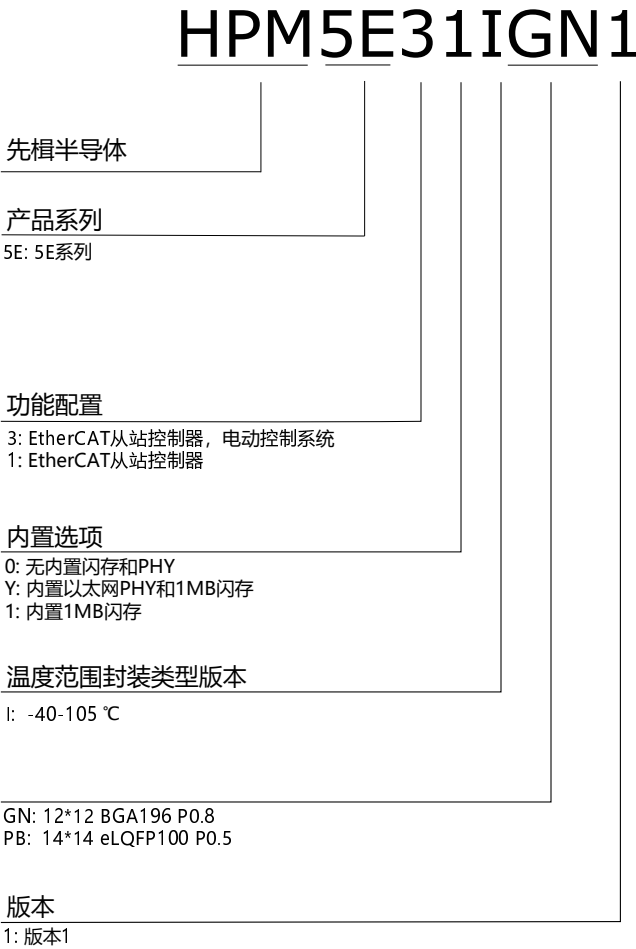 HPM5E31IGN1
先楫半导体
产品系列
5E: 5E系列
功能配置
3: EtherCAT从站控制器，电动控制系统
1: EtherCAT从站控制器
内置选项
0: 无内置闪存和PHY
Y: 内置以太网PHY和1MB闪存
1: 内置1MB闪存
温度范围封装类型版本
I: -40-105 ℃
GN: 12*12 BGA196 P0.8
PB: 14*14 eLQFP100 P0.5
版本
1: 版本1